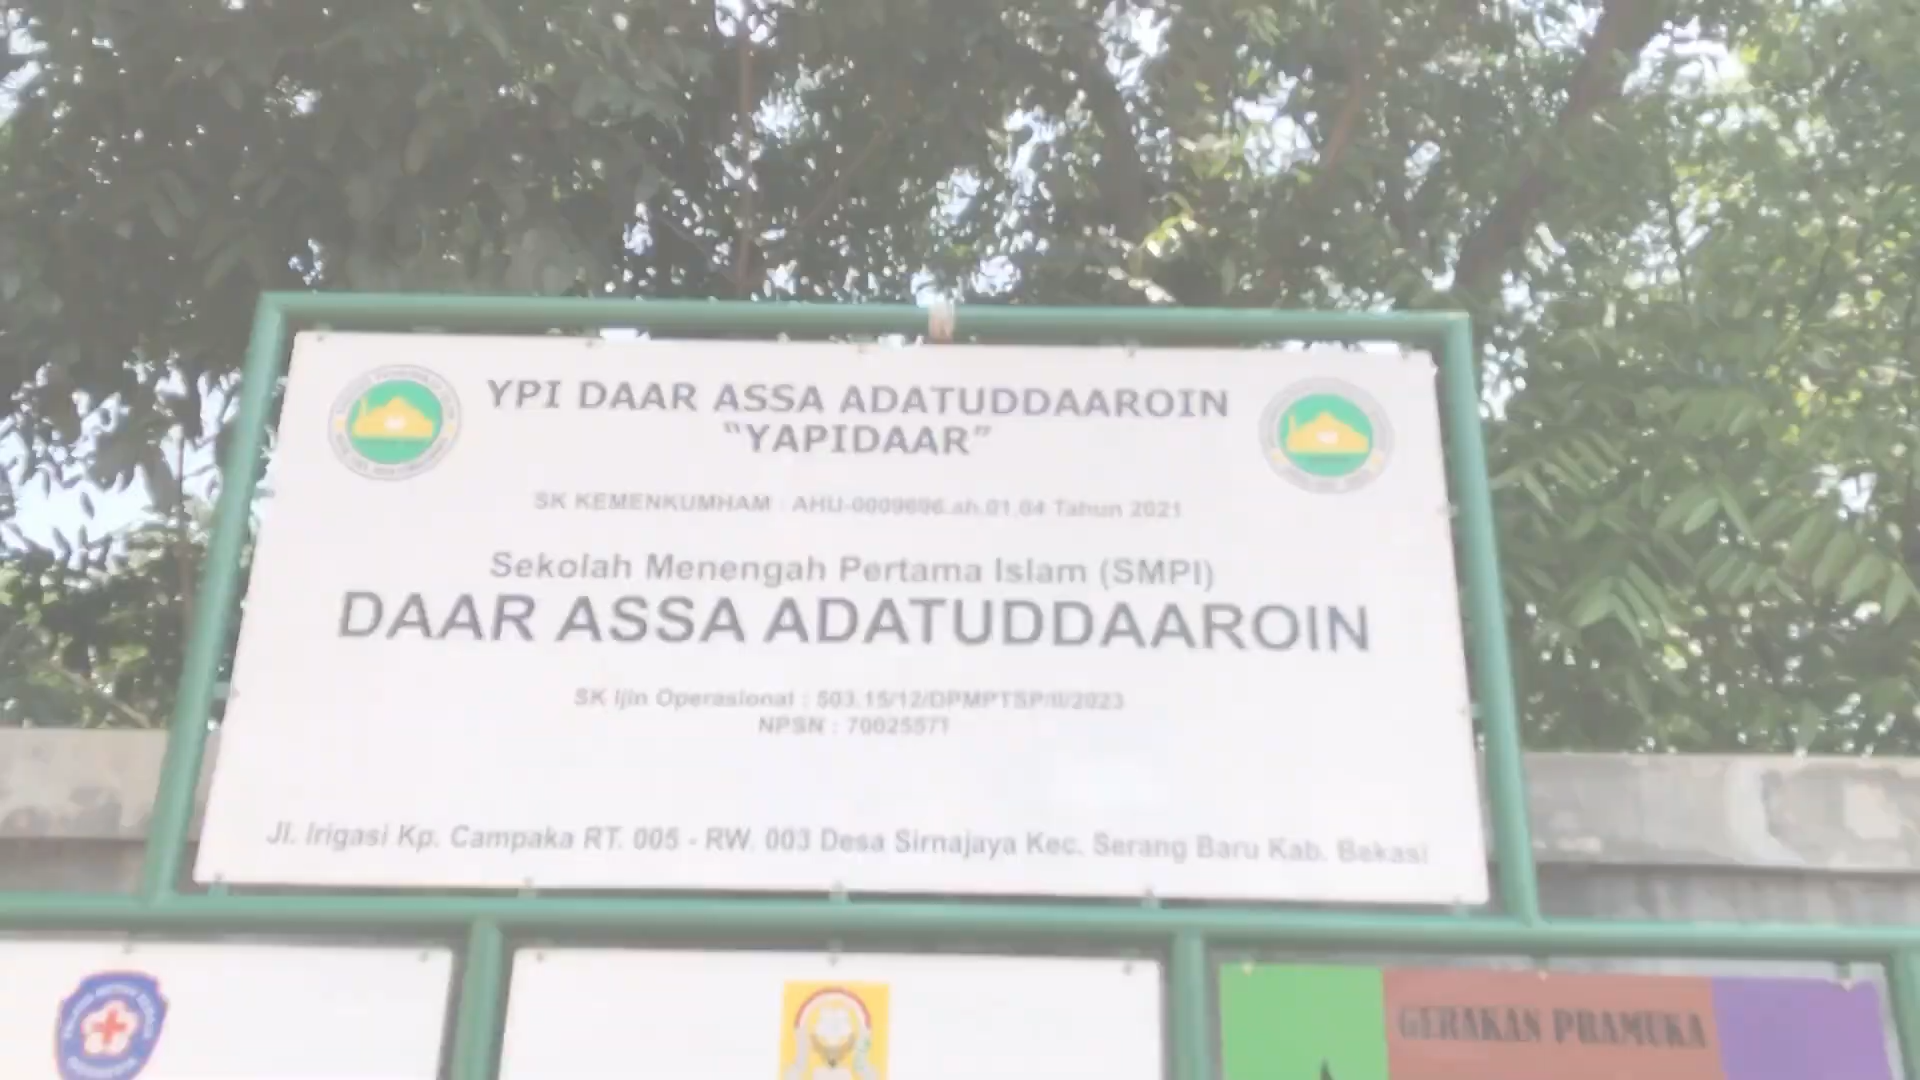 YPI DAAR ASSA ADATUDDAAROIN
"YAPIDAAR"
SK KEMENKUMHAM : AHU-0009696.ah.01.04 Tahun 2021
Sekolah Menengah Pertama Islam (SMPI)
DAAR ASSA ADATUDDAAROIN
SK Ijin Operasional : 503.15/12/DPMPTSP/II/2023
NPSN : 70025571
Jl. Irigasi Kp. Campaka RT. 005 - RW. 003 Desa Sirnajaya Kec. Serang Baru Kab. Bekasi
GERAKAN PRAMUKA